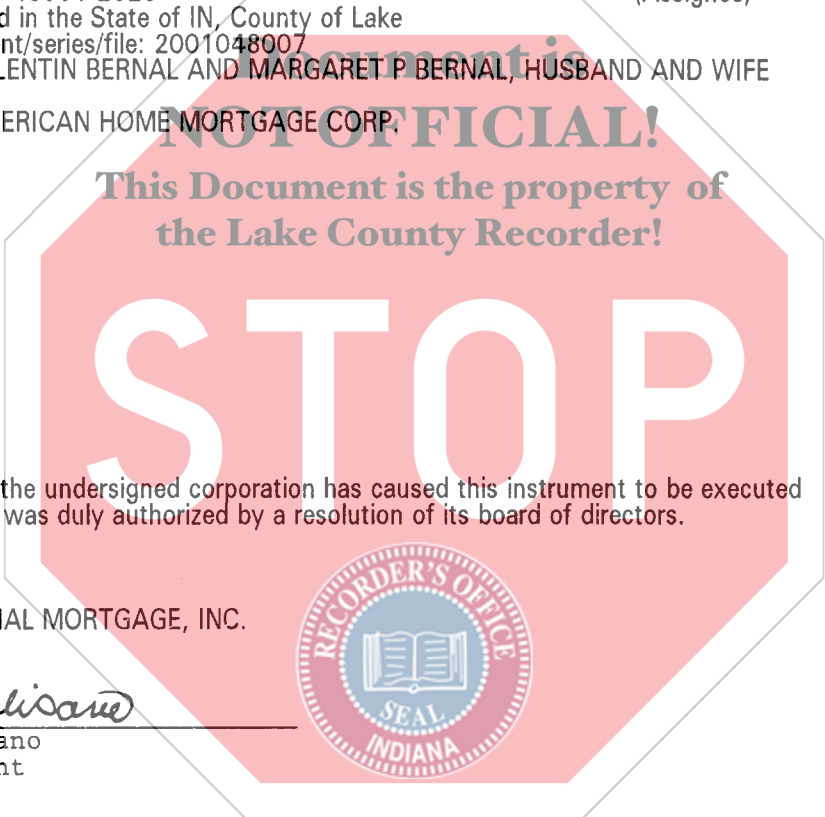 d in the State of IN, County of Lake
nt/series/file: 2001048007
Document is
LENTIN BERNAL AND MARGARET P BERNAL, HUSBAND AND WIFE
ERICAN HOME MORTGAGE CORP.
NOT OFFICIAL!
This Document is the property of
the Lake County Recorder!
STOP
the undersigned corporation has caused this instrument to be executed
was duly authorized by a resolution of its board of directors.
RECORDER'S OFFICE
IAL MORTGAGE, INC.
SEAL
INDIANA
lisano
ano
nt